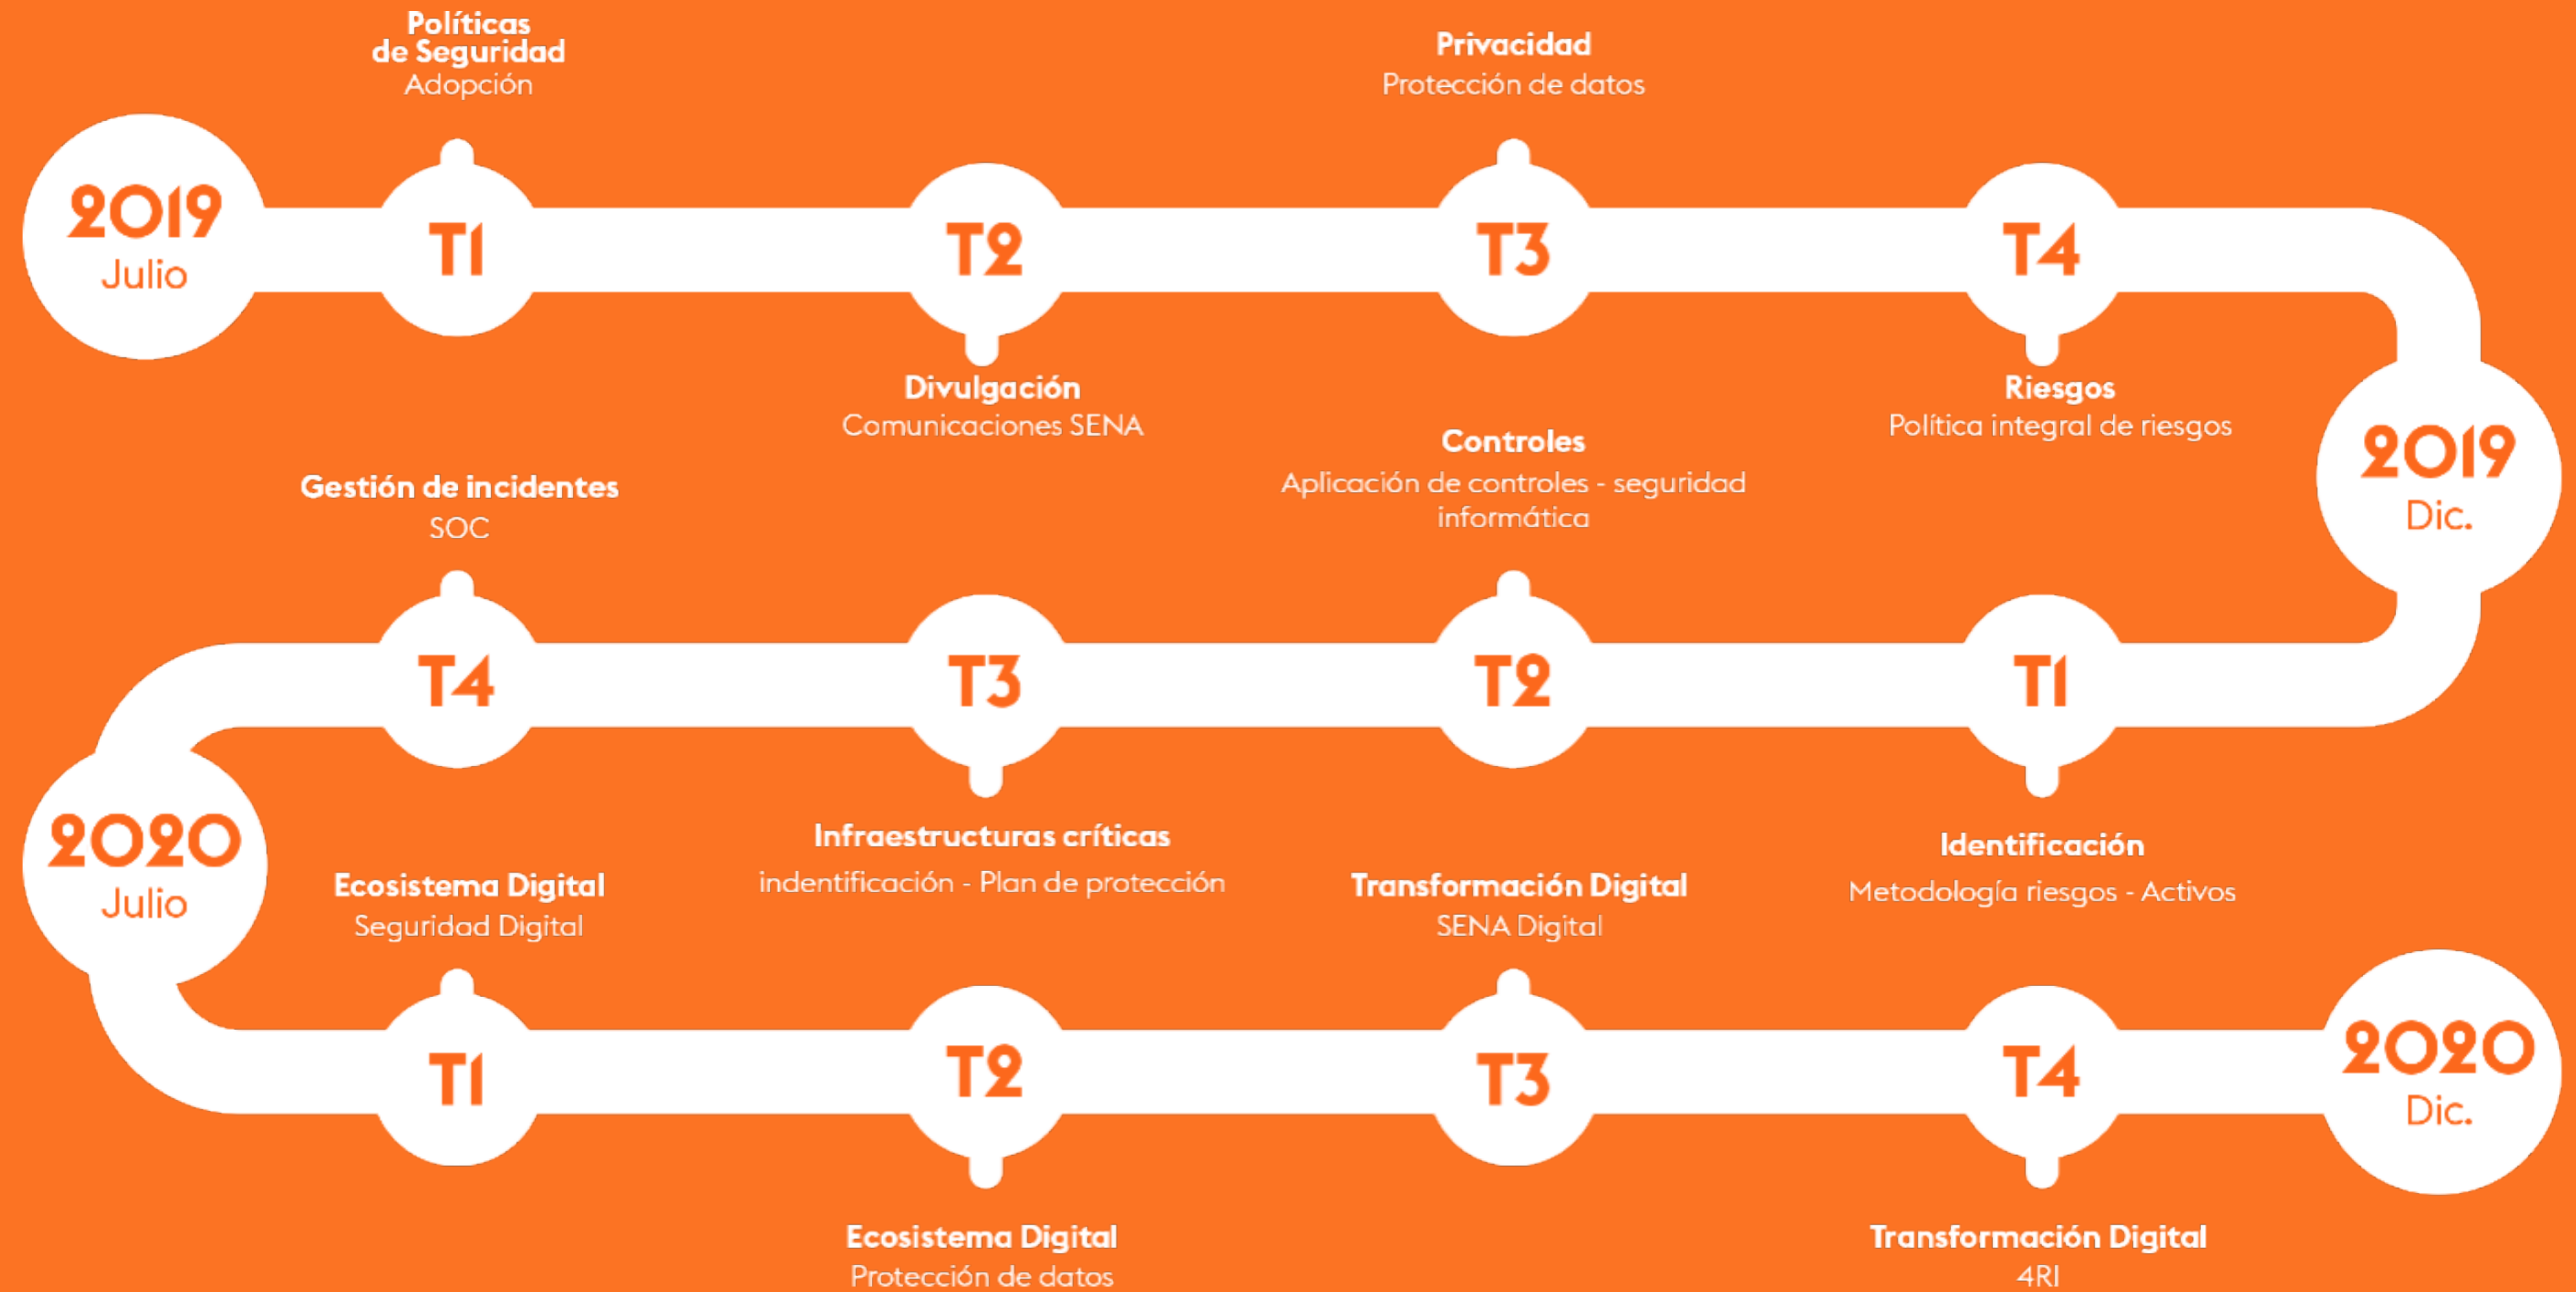 Políticas
de Seguridad
Adopción
Privacidad
Protección de datos
2019
Julio
T1
T2
T3
T4
Divulgación
Comunicaciones SENA
Riesgos
Política integral de riesgos
2019
Dic.
Gestión de incidentes
SOC
Controles
Aplicación de controles - seguridad
informática
T4
T3
T2
T1
Infraestructuras críticas
indentificación - Plan de protección
Identificación
Metodología riesgos - Activos
2020
Julio
Ecosistema Digital
Seguridad Digital
Transformación Digital
SENA Digital
T1
T2
T3
T4
2020
Dic.
Ecosistema Digital
Protección de datos
Transformación Digital
4RI